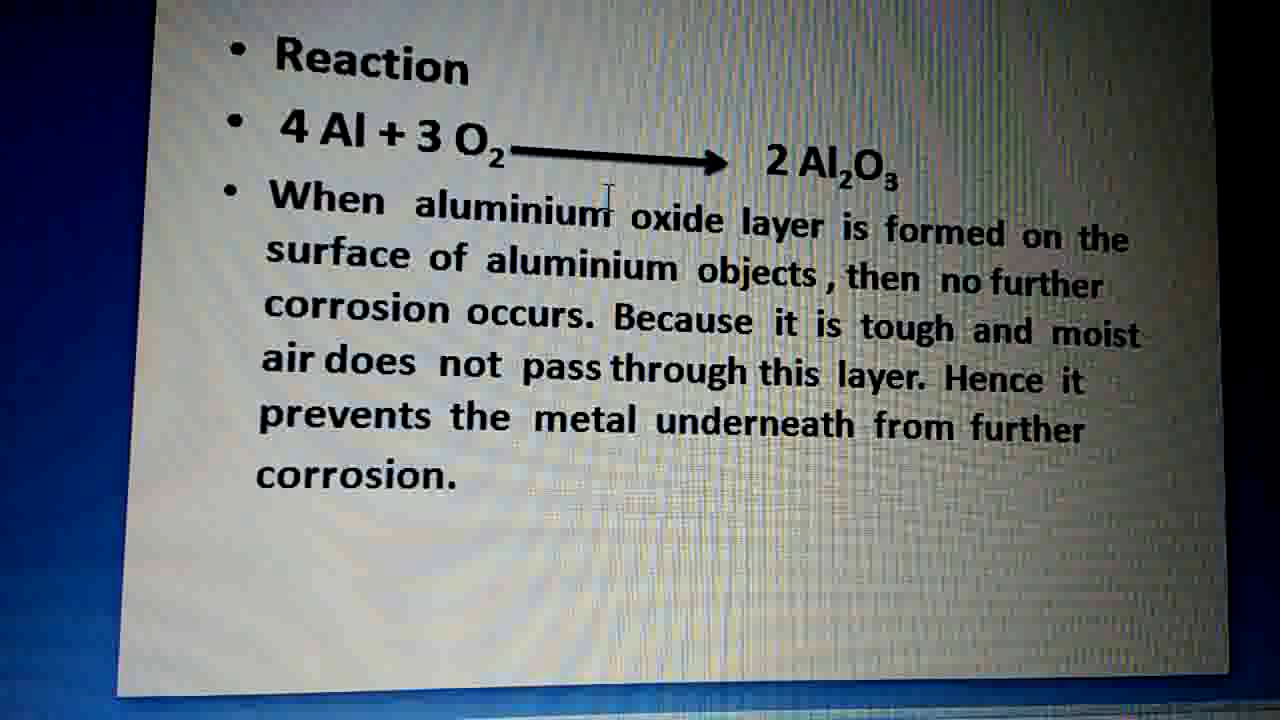 • Reaction
• 4 Al + 3 O₂ ⟶ 2 Al₂O₃
• When aluminium oxide layer is formed on the
surface of aluminium objects , then no further
corrosion occurs. Because it is tough and moist
air does not pass through this layer. Hence it
prevents the metal underneath from further
corrosion.